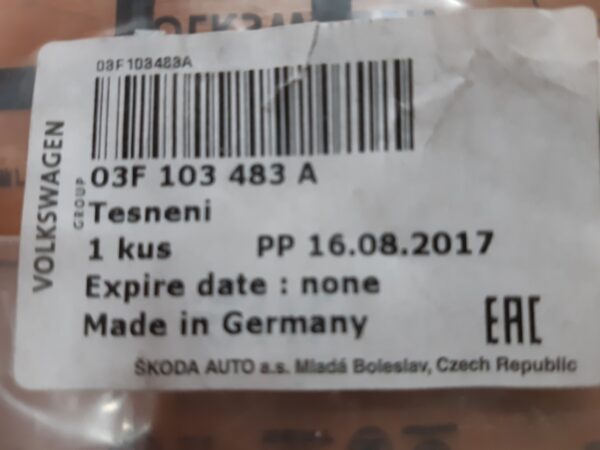 VOLKSWAGEN
03F103483A
VOLKSWAGEN
GROUP
03F 103 483 A
Tesneni
1 kus PP 16.08.2017
Expire date : none
Made in Germany
EAC
ŠKODA AUTO a.s. Mladá Boleslav, Czech Republic